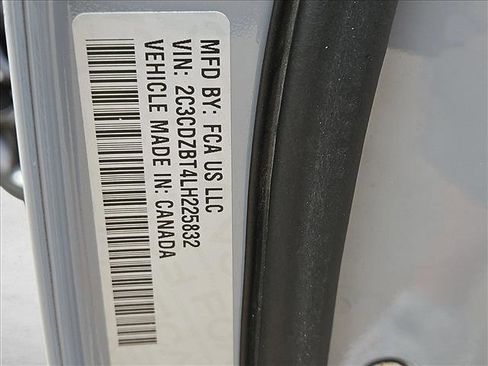 MFD BY: FCA US LLC
VIN: 2C3CDZBT4LH225832
VEHICLE MADE IN: CANADA